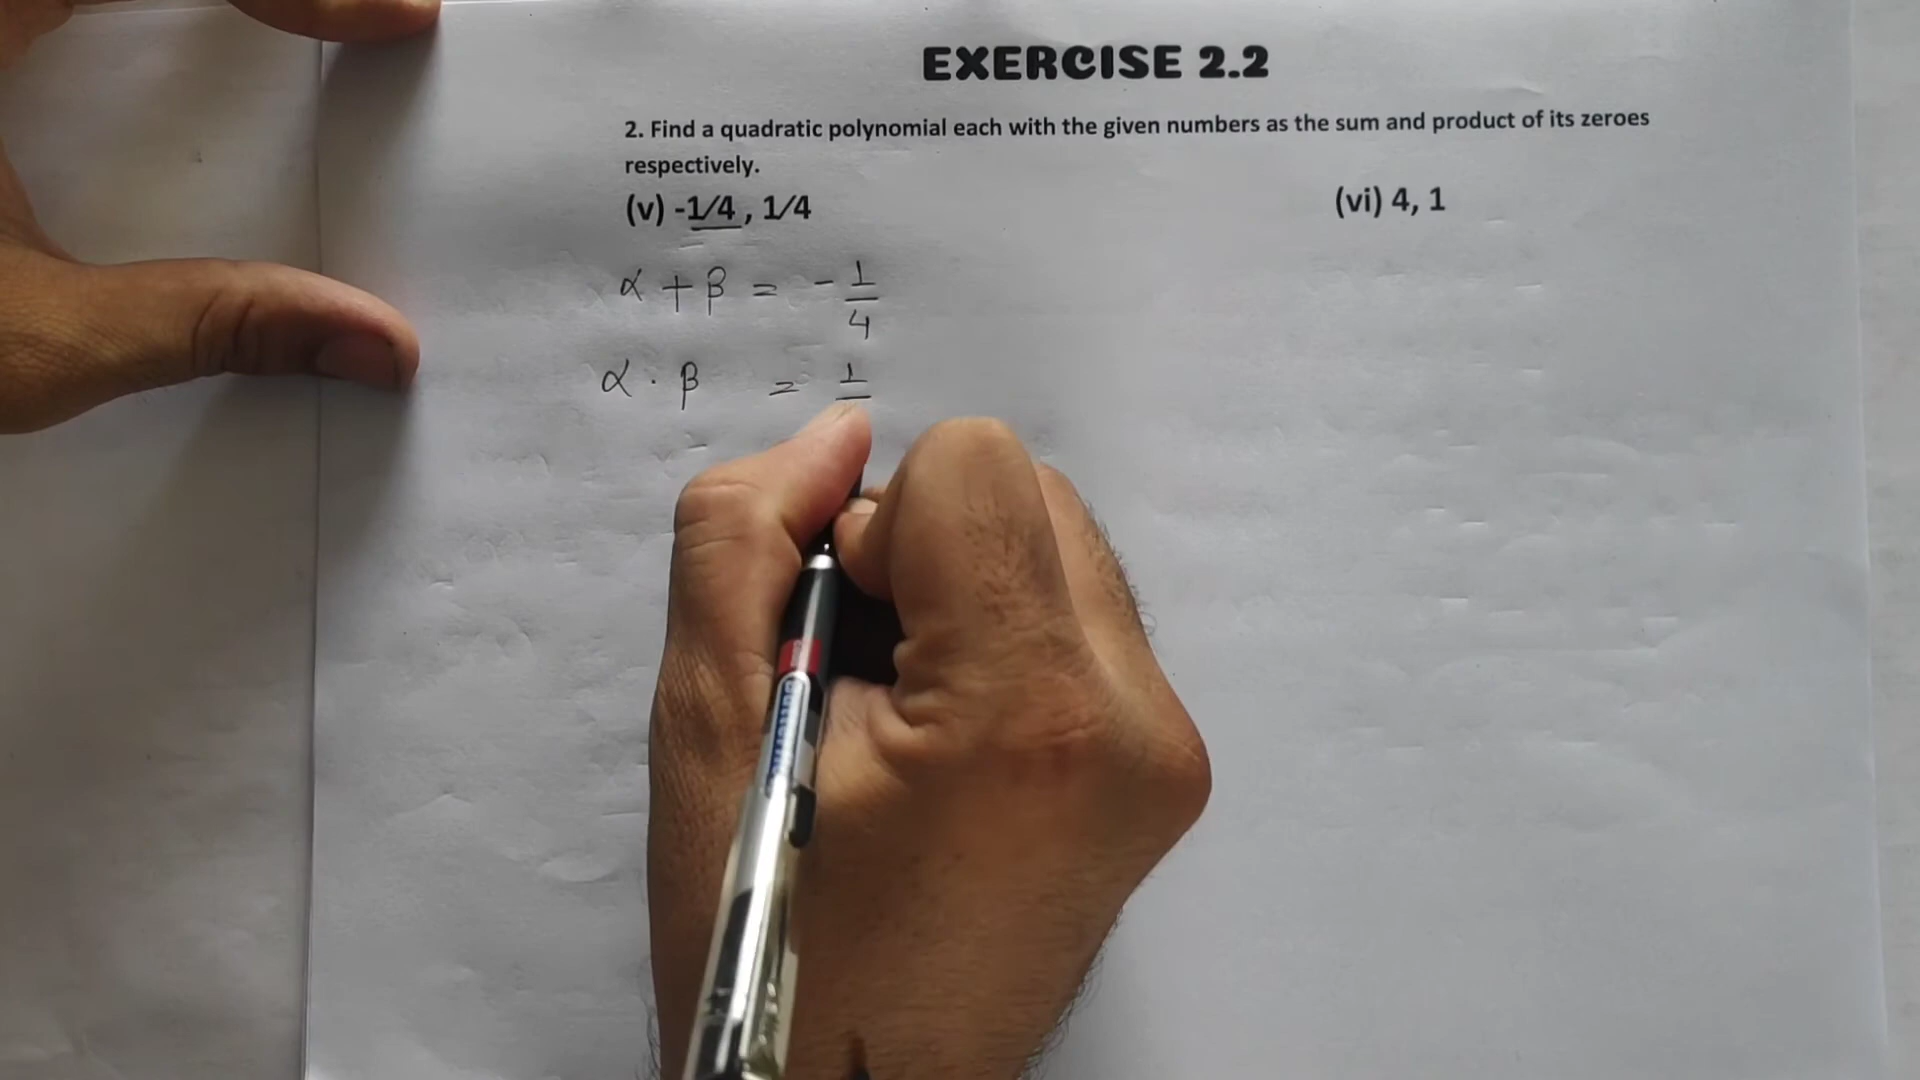 EXERCISE 2.2
2. Find a quadratic polynomial each with the given numbers as the sum and product of its zeroes
respectively.
(v) -1/4 , 1/4
(vi) 4, 1
α + β = - 1/4
α . β = 1